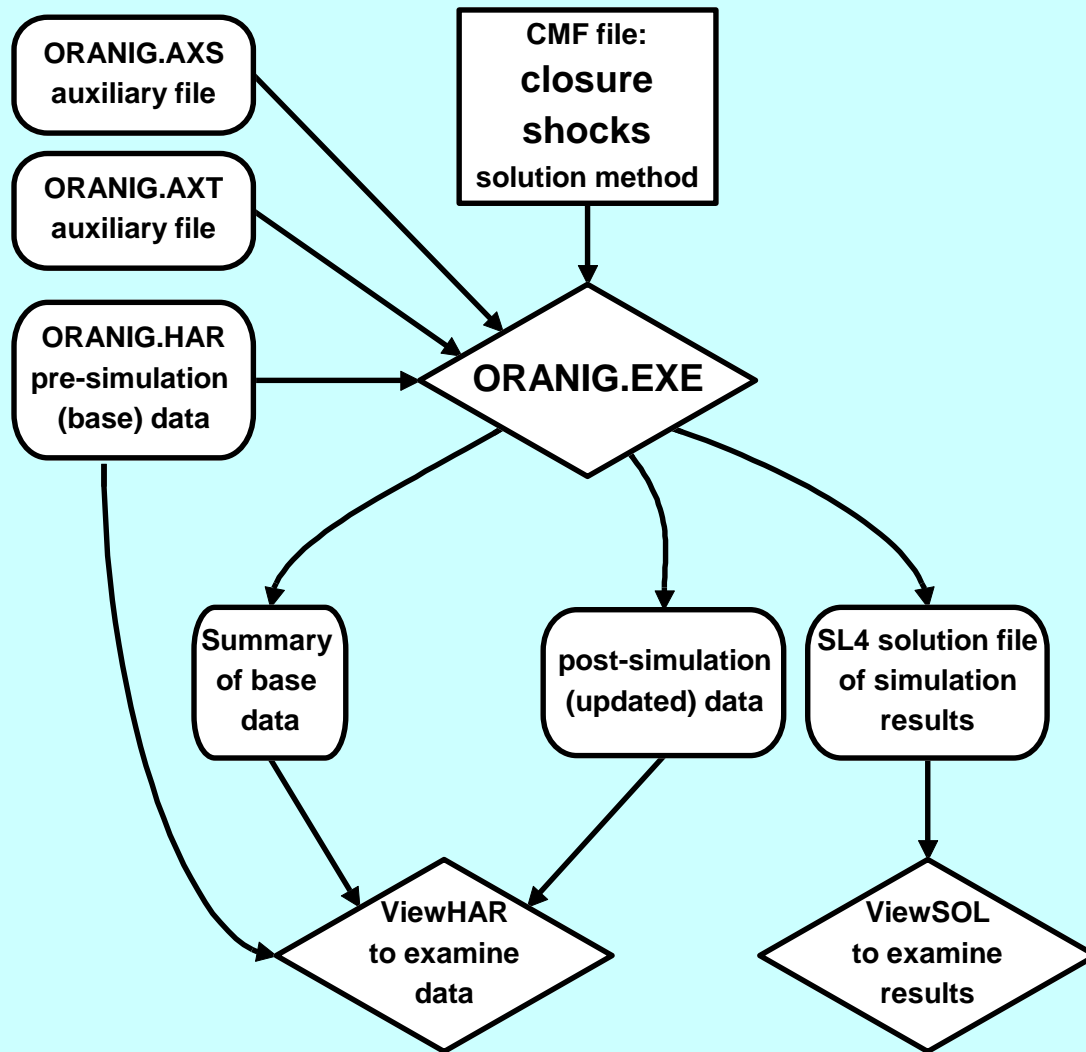 ORANIG.AXS
auxiliary file
CMF file:
closure
shocks
solution method
ORANIG.AXT
auxiliary file
ORANIG.HAR
pre-simulation
(base) data
ORANIG.EXE
Summary
of base
data
post-simulation
(updated) data
SL4 solution file
of simulation
results
ViewHAR
to examine
data
ViewSOL
to examine
results